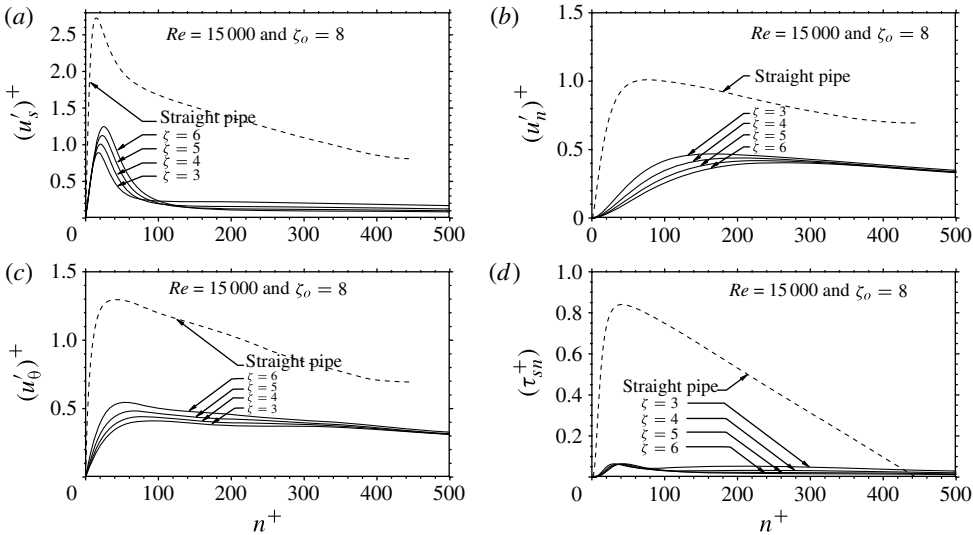 (a)
Re = 15 000 and ζo = 8
(u′s)+
2.5
2.0
1.5
1.0
0.5
0 100 200 300 400 500
Straight pipe
ζ = 6
ζ = 5
ζ = 4
ζ = 3
(b)
Re = 15 000 and ζo = 8
(u′n)+
1.5
1.0
0.5
0
0 100 200 300 400 500
Straight pipe
ζ = 3
ζ = 4
ζ = 5
ζ = 6
(c)
Re = 15 000 and ζo = 8
(u′θ)+
1.5
1.0
0.5
0 100 200 300 400 500
n+
Straight pipe
ζ = 6
ζ = 5
ζ = 4
ζ = 3
(d)
Re = 15 000 and ζo = 8
(τ+sn)
1.0
0.8
0.6
0.4
0.2
0 100 200 300 400 500
n+
Straight pipe
ζ = 3
ζ = 4
ζ = 5
ζ = 6